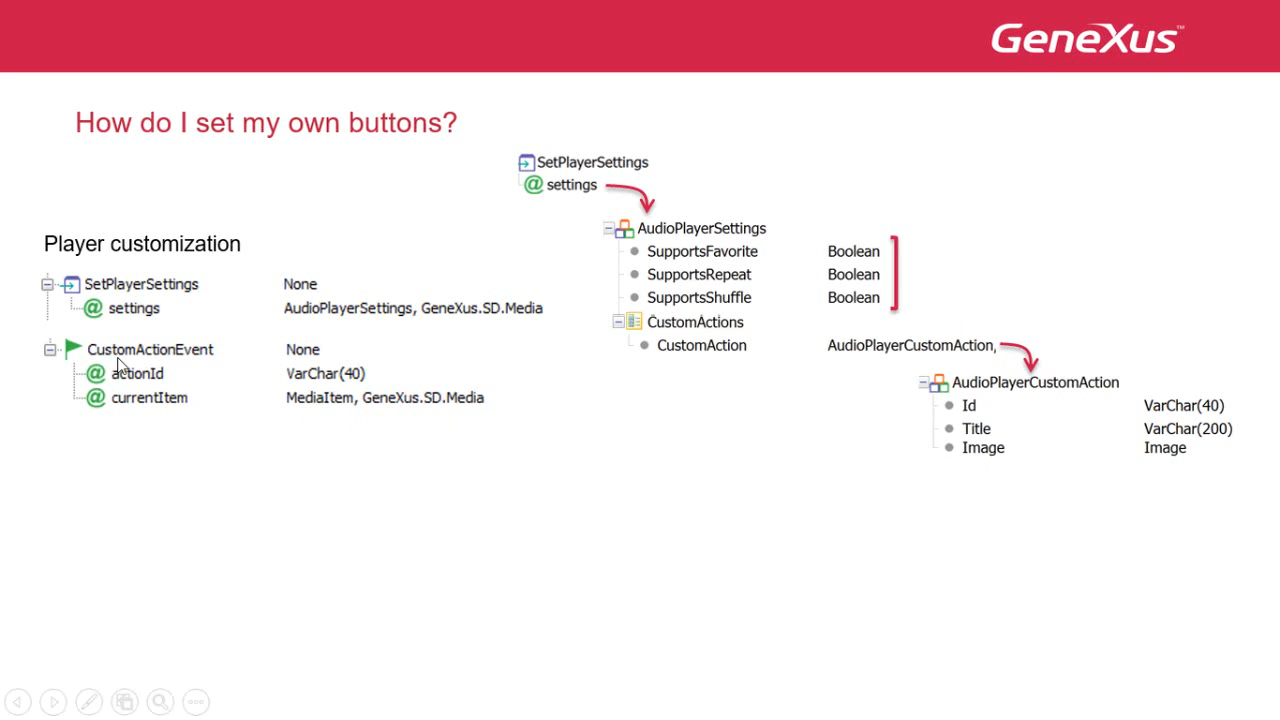 GeneXus™
How do I set my own buttons?
SetPlayerSettings
settings
AudioPlayerSettings
SupportsFavorite Boolean
SupportsRepeat Boolean
SupportsShuffle Boolean
CustomActions
CustomAction AudioPlayerCustomAction,
AudioPlayerCustomAction
Id VarChar(40)
Title VarChar(200)
Image Image
Player customization
SetPlayerSettings None
settings AudioPlayerSettings, GeneXus.SD.Media
CustomActionEvent None
actionId VarChar(40)
currentItem MediaItem, GeneXus.SD.Media